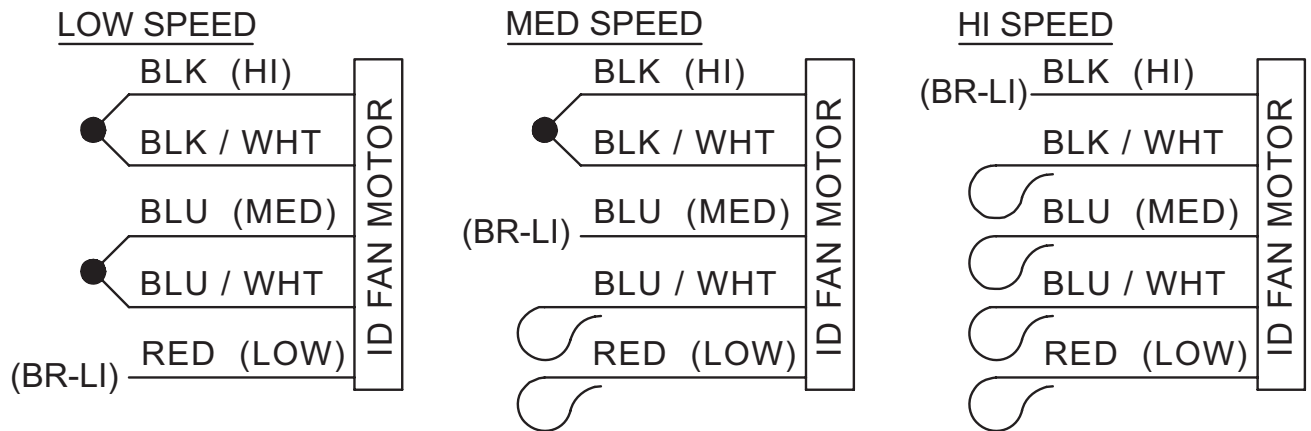 LOW SPEED
BLK (HI)
BLK / WHT
BLU (MED)
BLU / WHT
RED (LOW)
(BR-LI)
ID FAN MOTOR
MED SPEED
BLK (HI)
BLK / WHT
BLU (MED)
(BR-LI)
BLU / WHT
RED (LOW)
ID FAN MOTOR
HI SPEED
BLK (HI)
(BR-LI)
BLK / WHT
BLU (MED)
BLU / WHT
RED (LOW)
ID FAN MOTOR